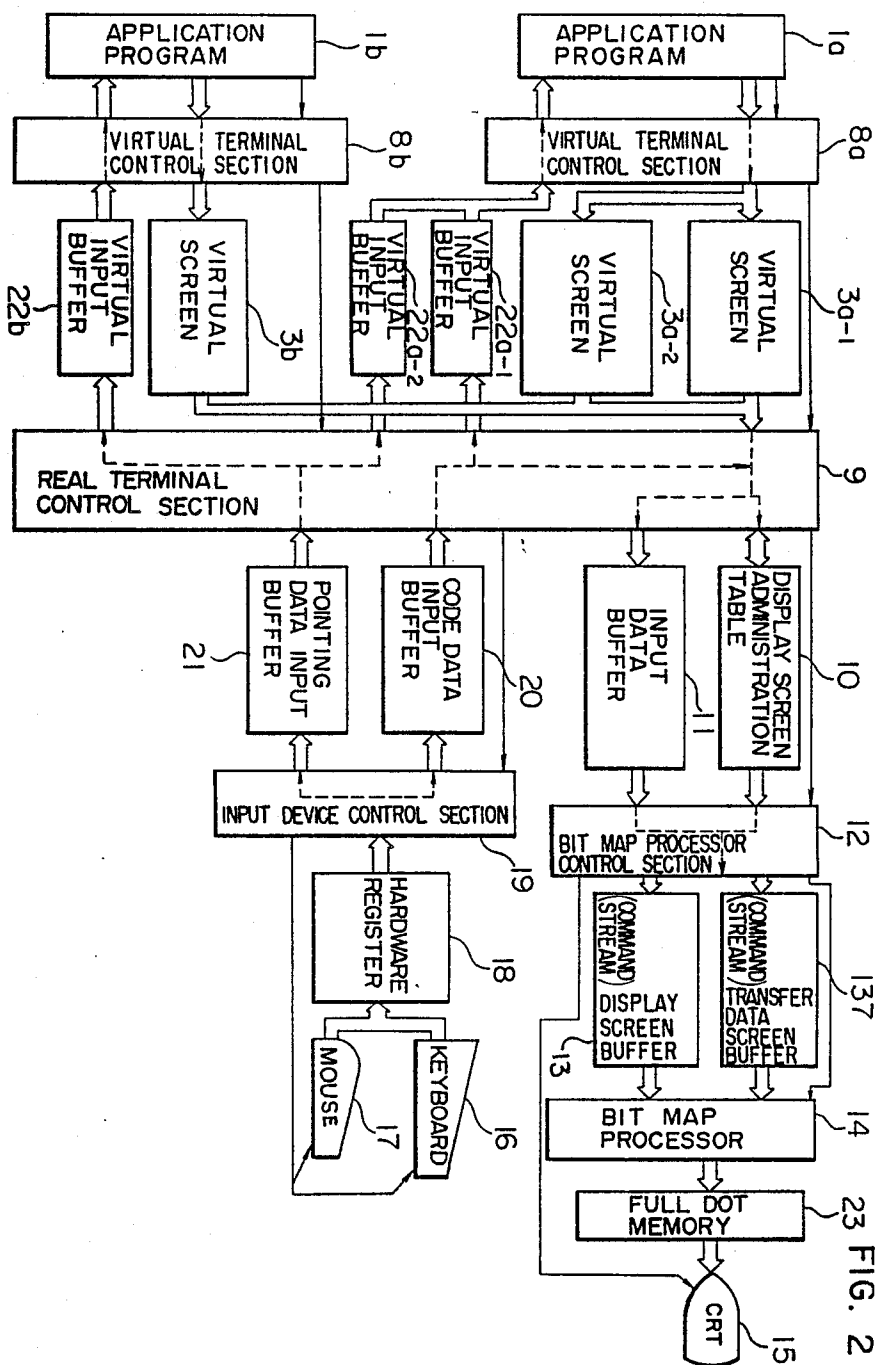 FIG. 2
1a
APPLICATION
PROGRAM
1b
APPLICATION
PROGRAM
8a
VIRTUAL TERMINAL
CONTROL SECTION
8b
VIRTUAL TERMINAL
CONTROL SECTION
3a-1
VIRTUAL
SCREEN
3a-2
VIRTUAL
SCREEN
22a-1
VIRTUAL
INPUT
BUFFER
22a-2
VIRTUAL
INPUT
BUFFER
3b
VIRTUAL
SCREEN
22b
VIRTUAL
INPUT
BUFFER
9
REAL TERMINAL
CONTROL SECTION
10
DISPLAY SCREEN
ADMINISTRATION
TABLE
11
INPUT
DATA
BUFFER
20
CODE DATA
INPUT
BUFFER
21
POINTING
DATA INPUT
BUFFER
12
BIT MAP PROCESSOR
CONTROL SECTION
19
INPUT DEVICE CONTROL SECTION
137
(COMMAND
STREAM)
TRANSFER
DATA
SCREEN
BUFFER
13
(COMMAND
STREAM)
DISPLAY
SCREEN
BUFFER
18
HARDWARE
REGISTER
14
BIT MAP
PROCESSOR
16
KEYBOARD
17
MOUSE
23
FULL DOT
MEMORY
15
CRT